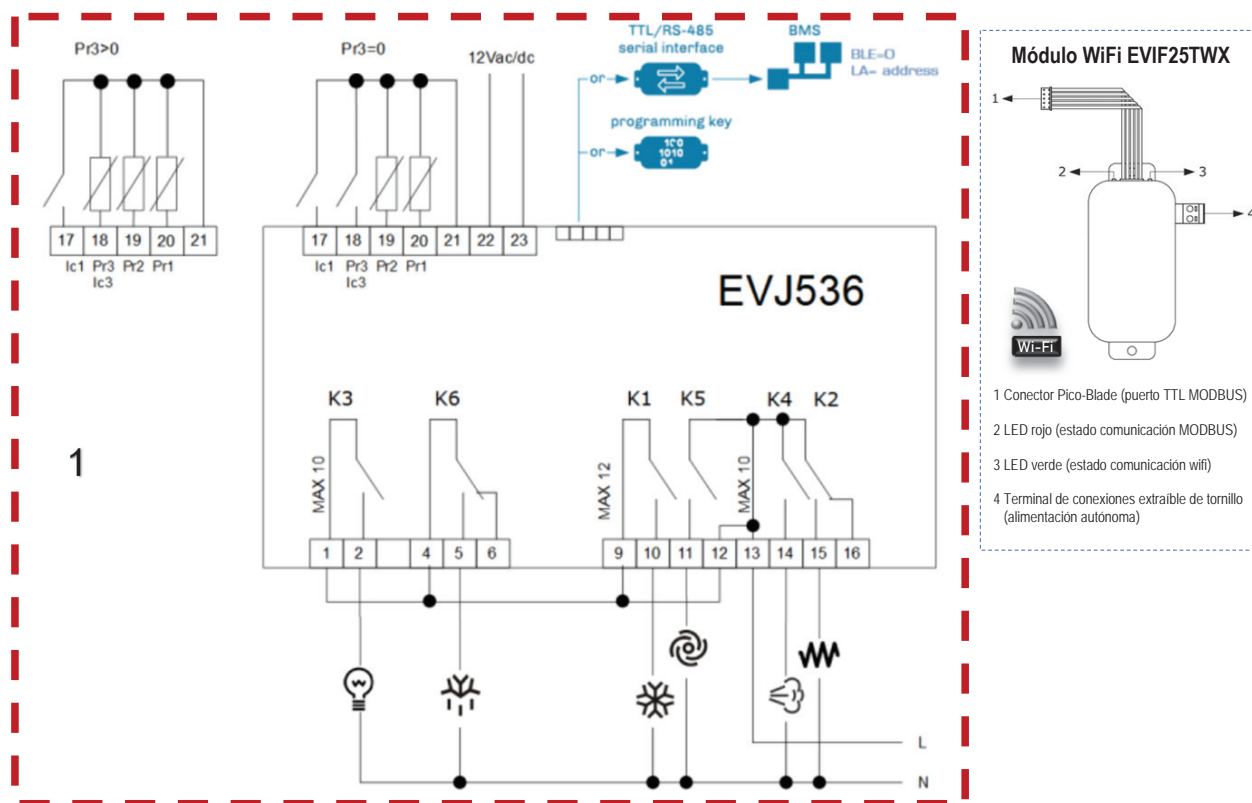 Pr3>0
17 18 19 20 21
Ic1 Pr3 Pr2 Pr1
Ic3
Pr3=0
12Vac/dc
17 18 19 20 21 22 23
Ic1 Pr3 Pr2 Pr1
Ic3
TTL/RS-485
serial interface
BMS
BLE=0
LA= address
or
programming key
or
100
1010
01
EVJ536
K3 K6 K1 K5 K4 K2
MAX 10
MAX 12
MAX 10
1
1 2 4 5 6 9 10 11 12 13 14 15 16
L
N
Módulo WiFi EVIF25TWX
1
2
3
4
Wi-Fi
1 Conector Pico-Blade (puerto TTL MODBUS)
2 LED rojo (estado comunicación MODBUS)
3 LED verde (estado comunicación wifi)
4 Terminal de conexiones extraíble de tornillo
(alimentación autónoma)